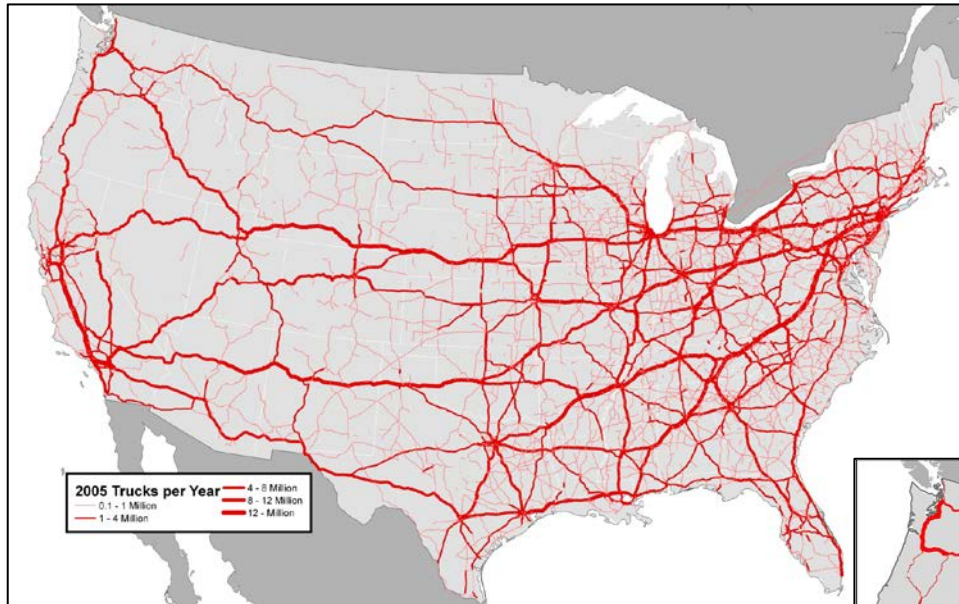 2005 Trucks per Year
0.1 - 1 Million
1 - 4 Million
4 - 8 Million
8 - 12 Million
12 - Million